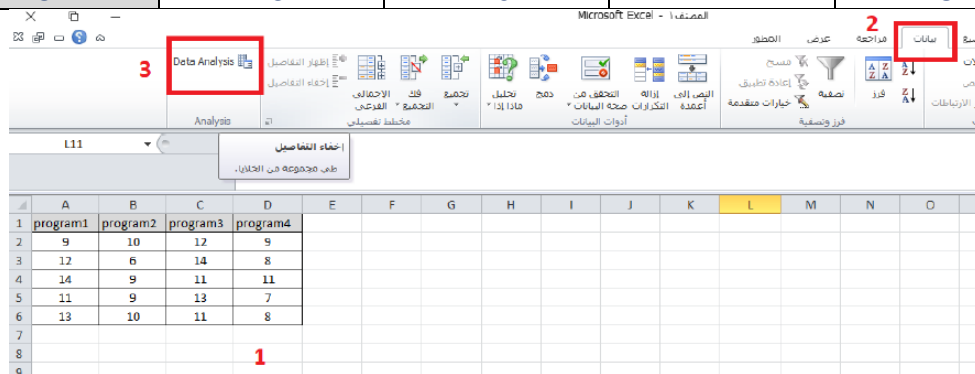 Microsoft Excel - المصنف١
المطور عرض مراجعة بيانات
2
3
Data Analysis
إظهار التفاصيل
إخفاء التفاصيل
تجميع فك التجميع الاجمالي الفرعي
تحليل ماذا إذا
دمج
التحقق من صحة البيانات
إزالة التكرارات
النص إلى أعمدة
مسح
إعادة تطبيق
خيارات متقدمة
تصفية
فرز
Analysis
مخطط تفصيلي
أدوات البيانات
فرز وتصفية
L11
إخفاء التفاصيل
طي مجموعة من الخلايا.
A B C D E F G H I J K L M N O
1 program1 program2 program3 program4
2 9 10 12 9
3 12 6 14 8
4 14 9 11 11
5 11 9 13 7
6 13 10 11 8
7
8
1
9